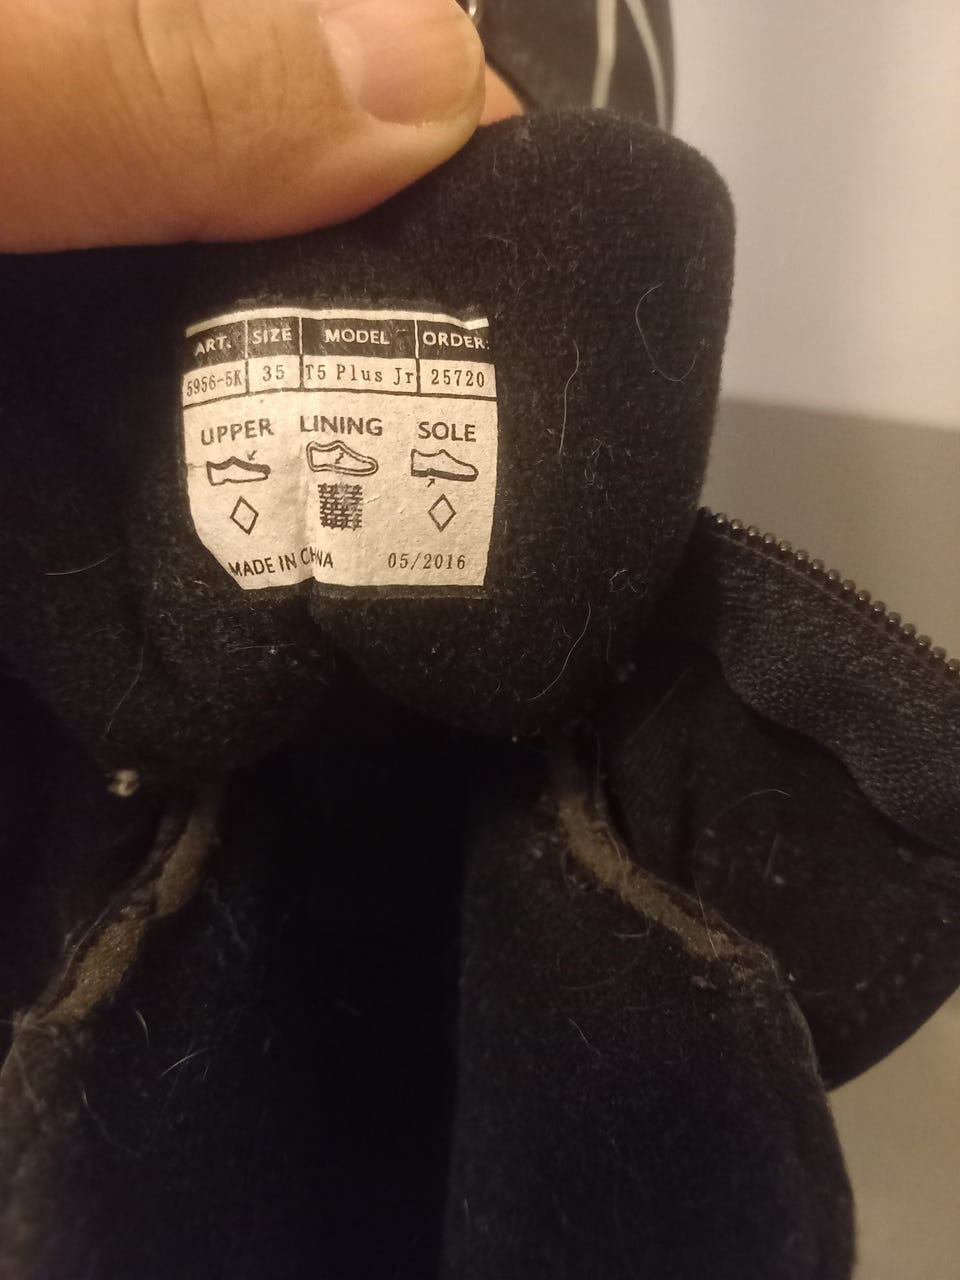 ART. SIZE MODEL ORDER:
5956-5K 35 T5 Plus Jr 25720
UPPER LINING SOLE
MADE IN CHINA 05/2016